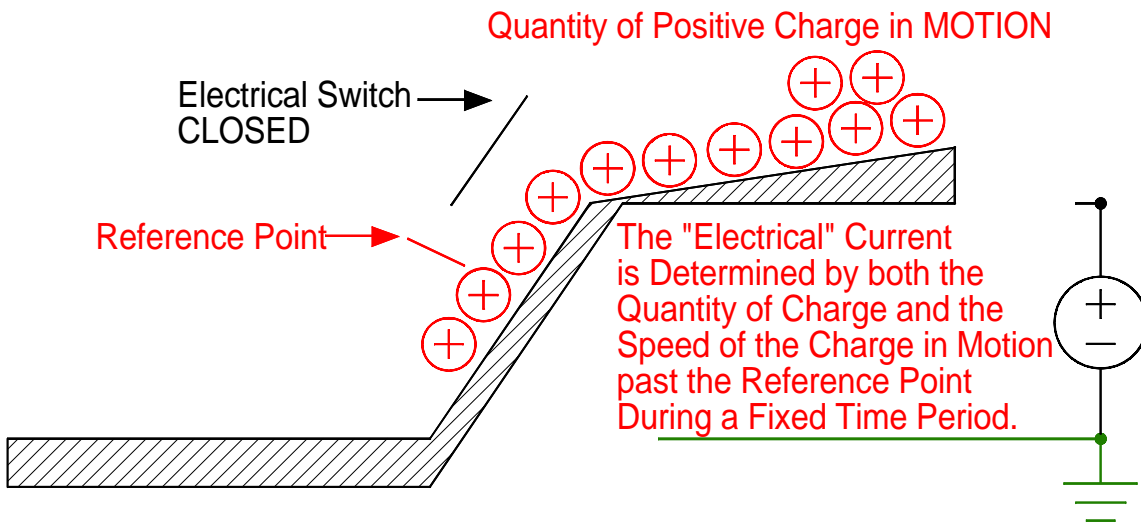 Quantity of Positive Charge in MOTION
Electrical Switch
CLOSED
Reference Point
The "Electrical" Current
is Determined by both the
Quantity of Charge and the
Speed of the Charge in Motion
past the Reference Point
During a Fixed Time Period.